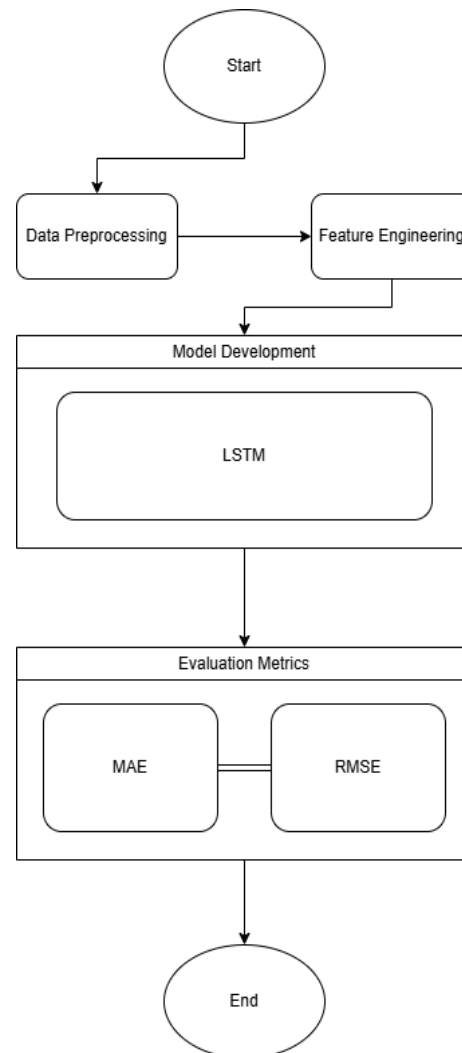 Start
Data Preprocessing
Feature Engineering
Model Development
LSTM
Evaluation Metrics
MAE
RMSE
End